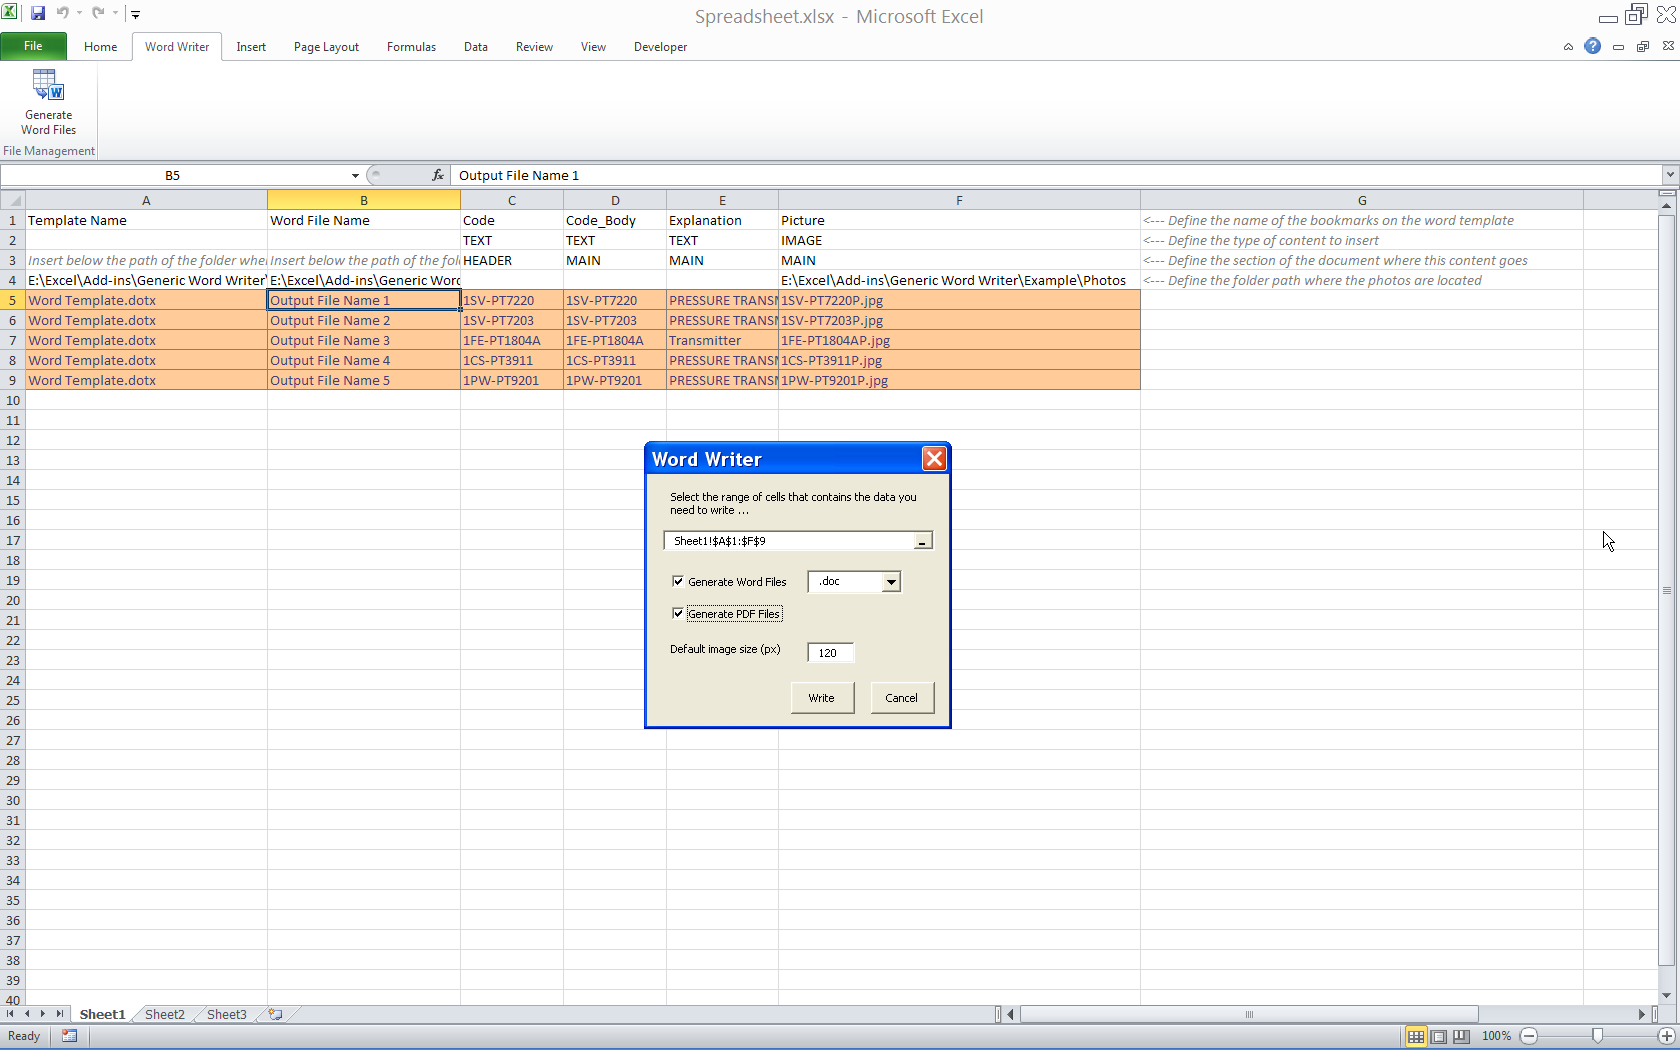 Spreadsheet.xlsx - Microsoft Excel
File Home Word Writer Insert Page Layout Formulas Data Review View Developer
Generate
Word Files
File Management
B5 fx Output File Name 1
A B C D E F G
1 Template Name Word File Name Code Code_Body Explanation Picture <--- Define the name of the bookmarks on the word template
2 TEXT TEXT TEXT IMAGE <--- Define the type of content to insert
3 Insert below the path of the folder whe Insert below the path of the fol HEADER MAIN MAIN MAIN <--- Define the section of the document where this content goes
4 E:\Excel\Add-ins\Generic Word Writer\ E:\Excel\Add-ins\Generic Word E:\Excel\Add-ins\Generic Word Writer\Example\Photos <--- Define the folder path where the photos are located
5 Word Template.dotx Output File Name 1 1SV-PT7220 1SV-PT7220 PRESSURE TRANSM 1SV-PT7220P.jpg
6 Word Template.dotx Output File Name 2 1SV-PT7203 1SV-PT7203 PRESSURE TRANSM 1SV-PT7203P.jpg
7 Word Template.dotx Output File Name 3 1FE-PT1804A 1FE-PT1804A Transmitter 1FE-PT1804AP.jpg
8 Word Template.dotx Output File Name 4 1CS-PT3911 1CS-PT3911 PRESSURE TRANSM 1CS-PT3911P.jpg
9 Word Template.dotx Output File Name 5 1PW-PT9201 1PW-PT9201 PRESSURE TRANSM 1PW-PT9201P.jpg
10
11
12
13
14
15
16
17
18
19
20
21
22
23
24
25
26
27
28
29
30
31
32
33
34
35
36
37
38
39
40
Word Writer
Select the range of cells that contains the data you
need to write ...
Sheet1!$A$1:$F$9
Generate Word Files .doc
Generate PDF Files
Default image size (px) 120
Write Cancel
Sheet1 Sheet2 Sheet3
Ready 100%